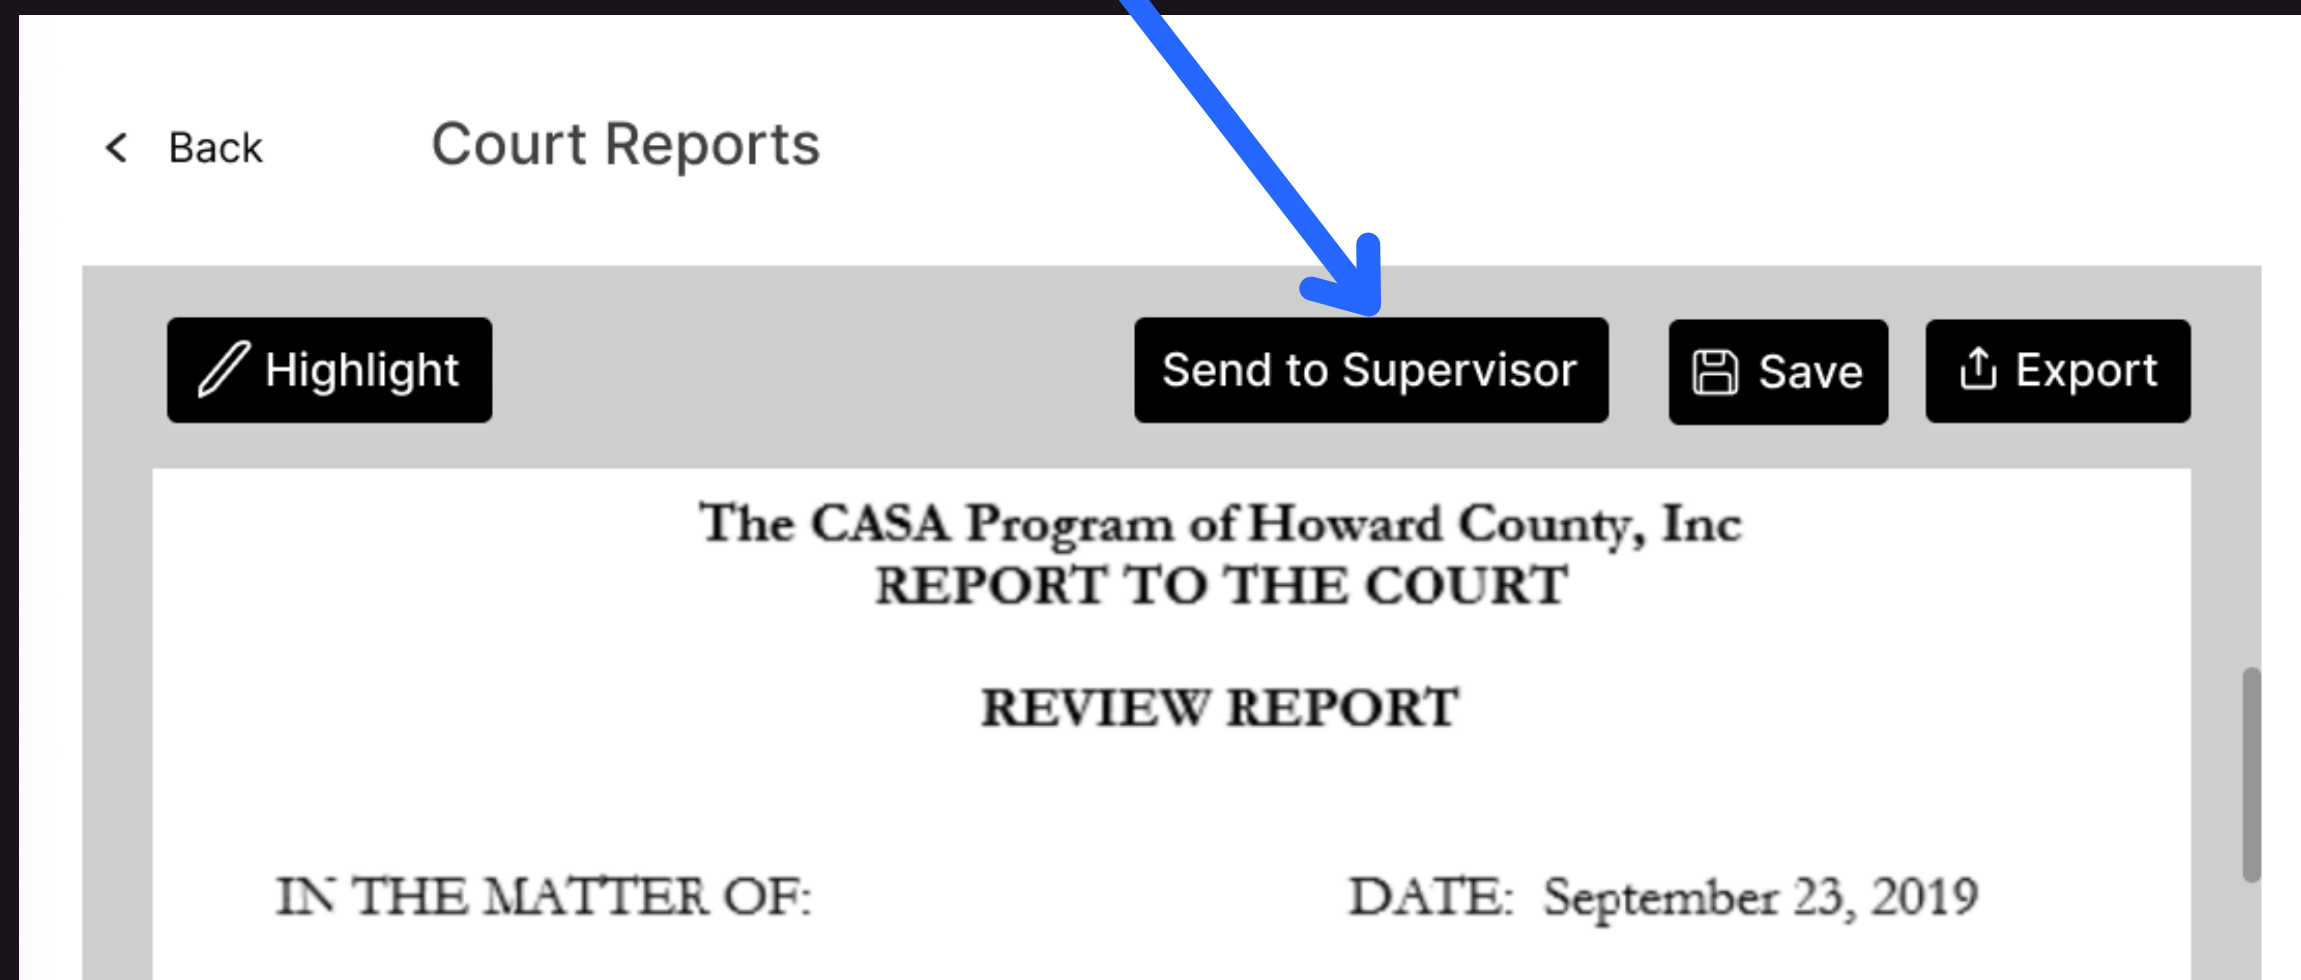 Back
Court Reports
Highlight
Send to Supervisor
Save
Export
The CASA Program of Howard County, Inc
REPORT TO THE COURT
REVIEW REPORT
IN THE MATTER OF:
DATE: September 23, 2019